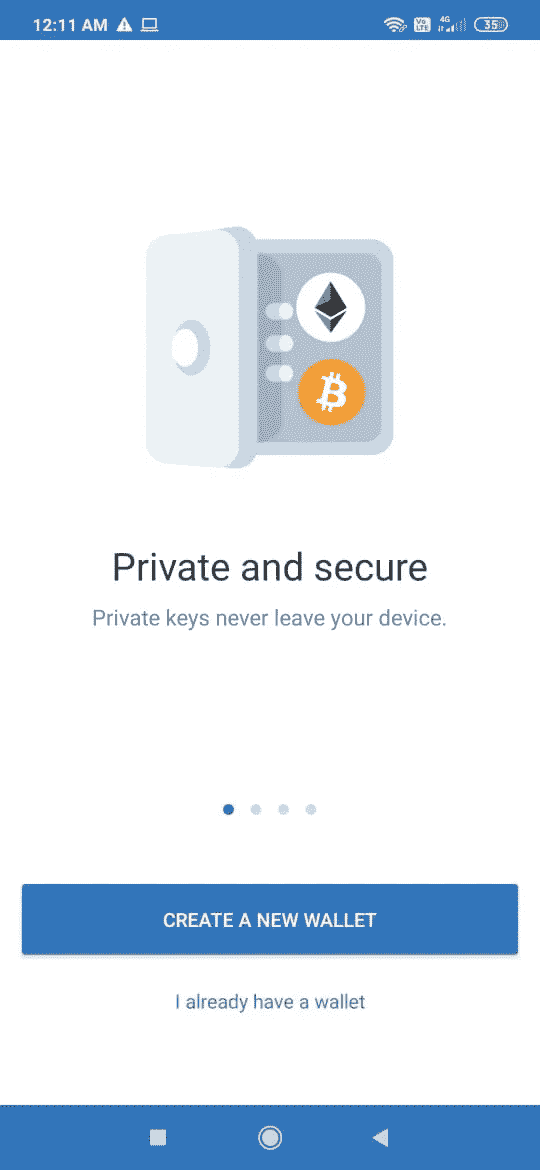 12:11 AM
Vo LTE
4G
35
Private and secure
Private keys never leave your device.
CREATE A NEW WALLET
I already have a wallet